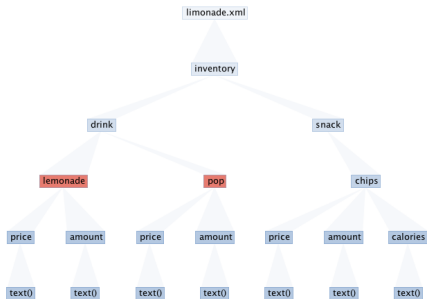 limonade.xml
inventory
drink snack
lemonade pop chips
price amount price amount price amount calories
text() text() text() text() text() text() text()